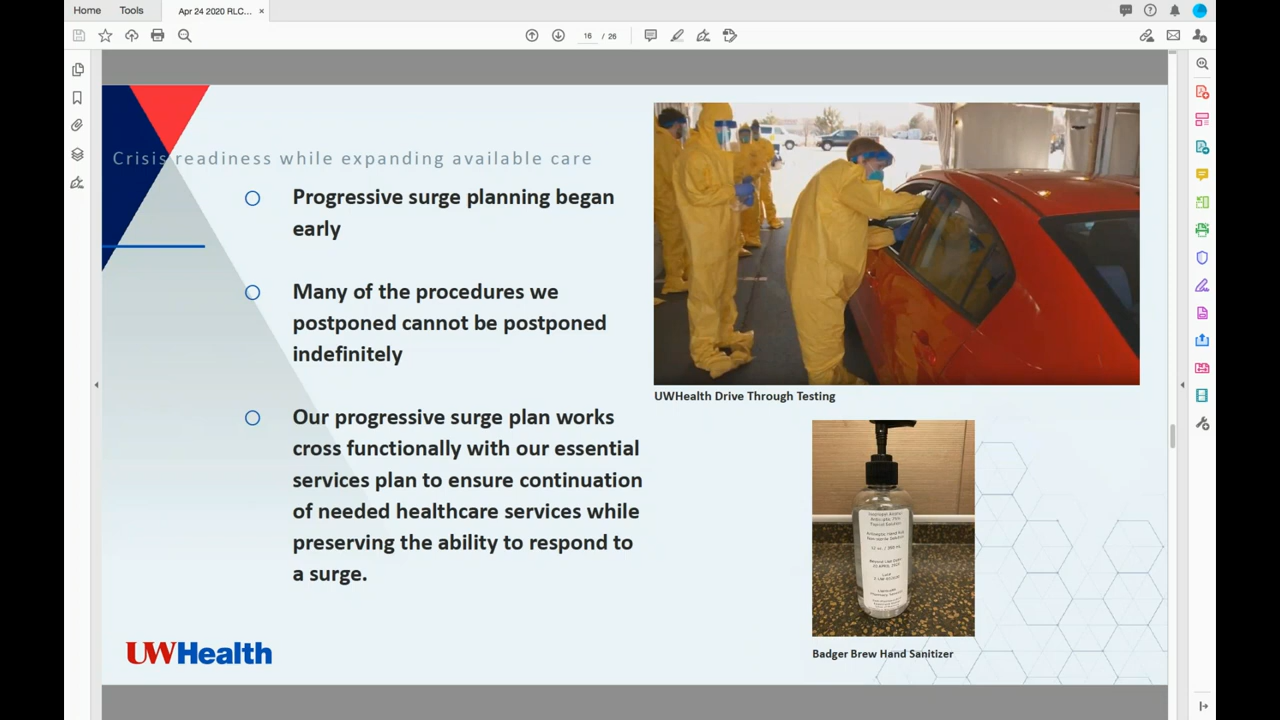 Home
Tools
Apr 24 2020 RLC...
×
16 / 26
Crisis readiness while expanding available care
Progressive surge planning began
early
Many of the procedures we
postponed cannot be postponed
indefinitely
Our progressive surge plan works
cross functionally with our essential
services plan to ensure continuation
of needed healthcare services while
preserving the ability to respond to
a surge.
UWHealth
UWHealth Drive Through Testing
Badger Brew Hand Sanitizer